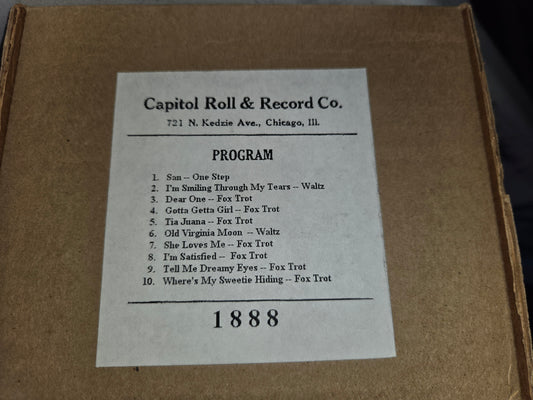 Capitol Roll & Record Co.
721 N. Kedzie Ave., Chicago, Ill.
PROGRAM
1. San -- One Step
2. I'm Smiling Through My Tears -- Waltz
3. Dear One -- Fox Trot
4. Gotta Getta Girl -- Fox Trot
5. Tia Juana -- Fox Trot
6. Old Virginia Moon -- Waltz
7. She Loves Me -- Fox Trot
8. I'm Satisfied -- Fox Trot
9. Tell Me Dreamy Eyes -- Fox Trot
10. Where's My Sweetie Hiding -- Fox Trot
1888